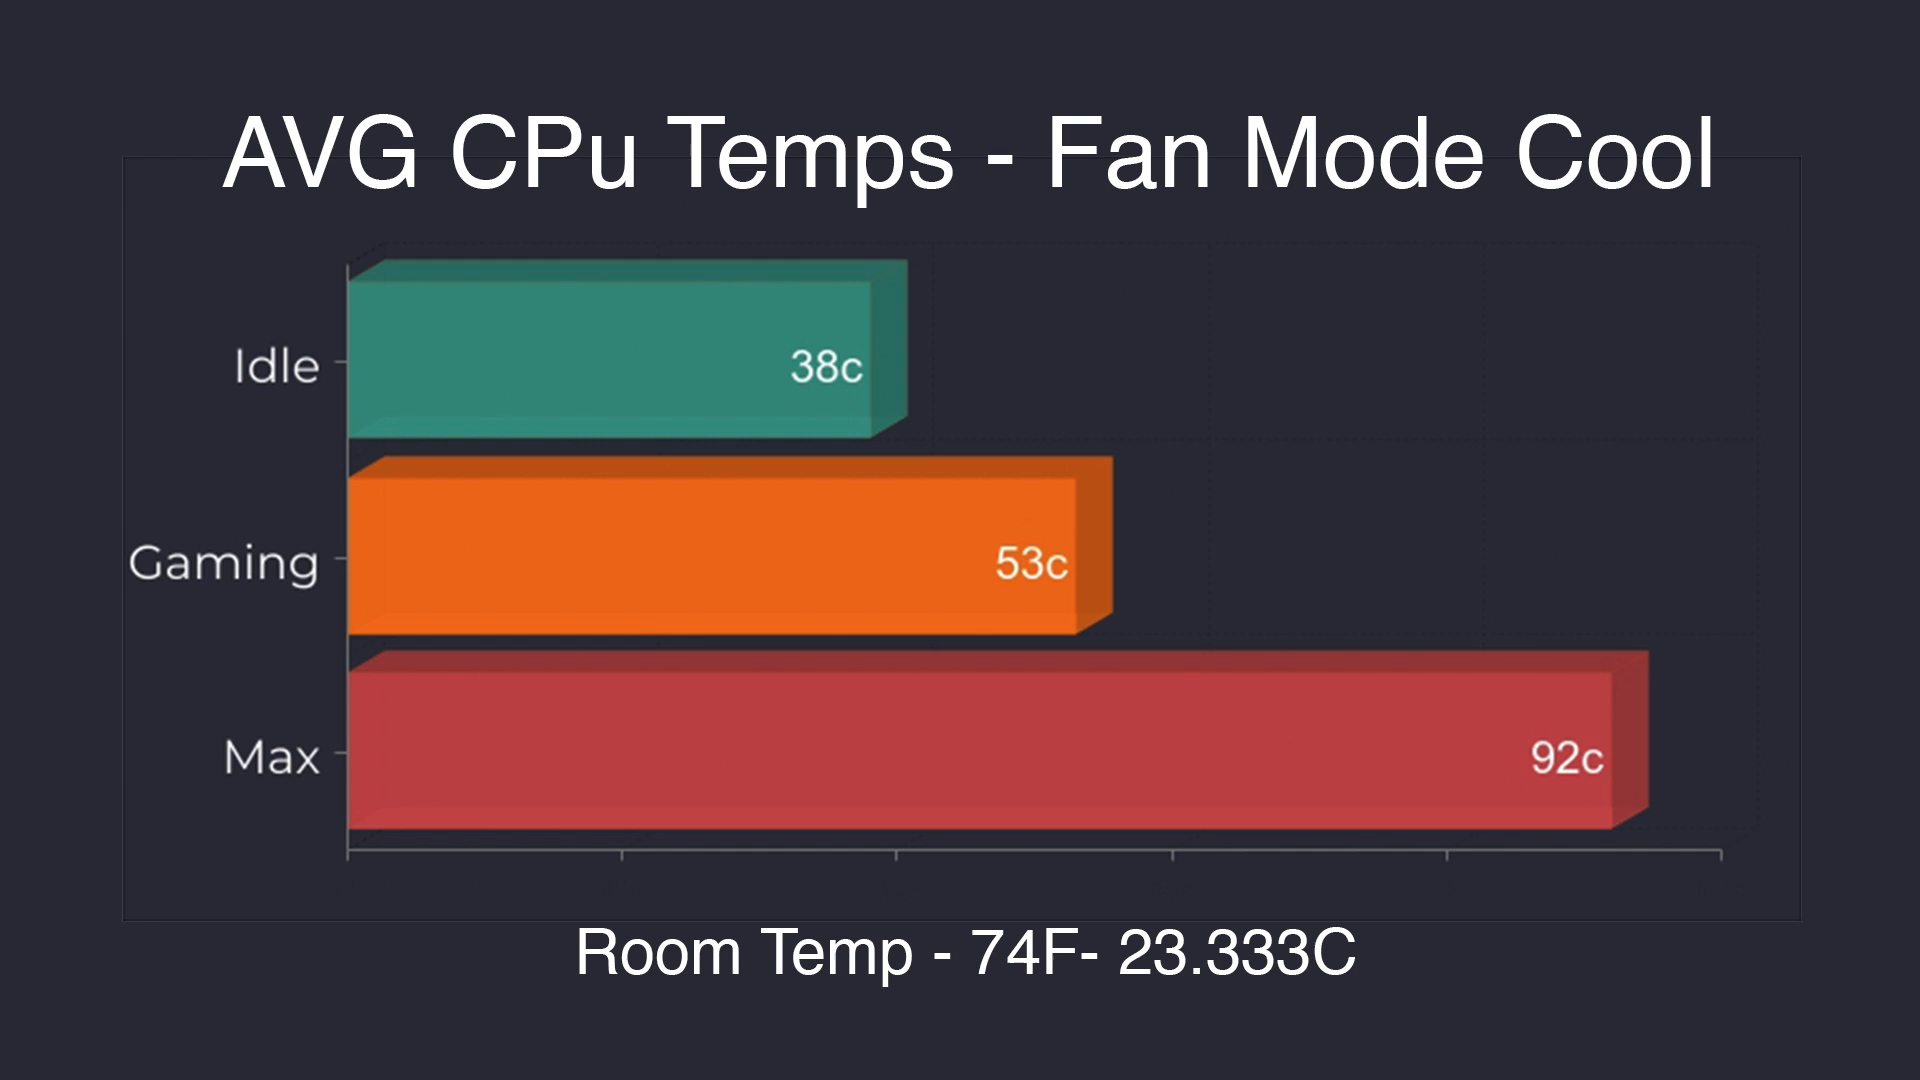 AVG CPu Temps - Fan Mode Cool
Idle
38c
Gaming
53c
Max
92c
Room Temp - 74F- 23.333C